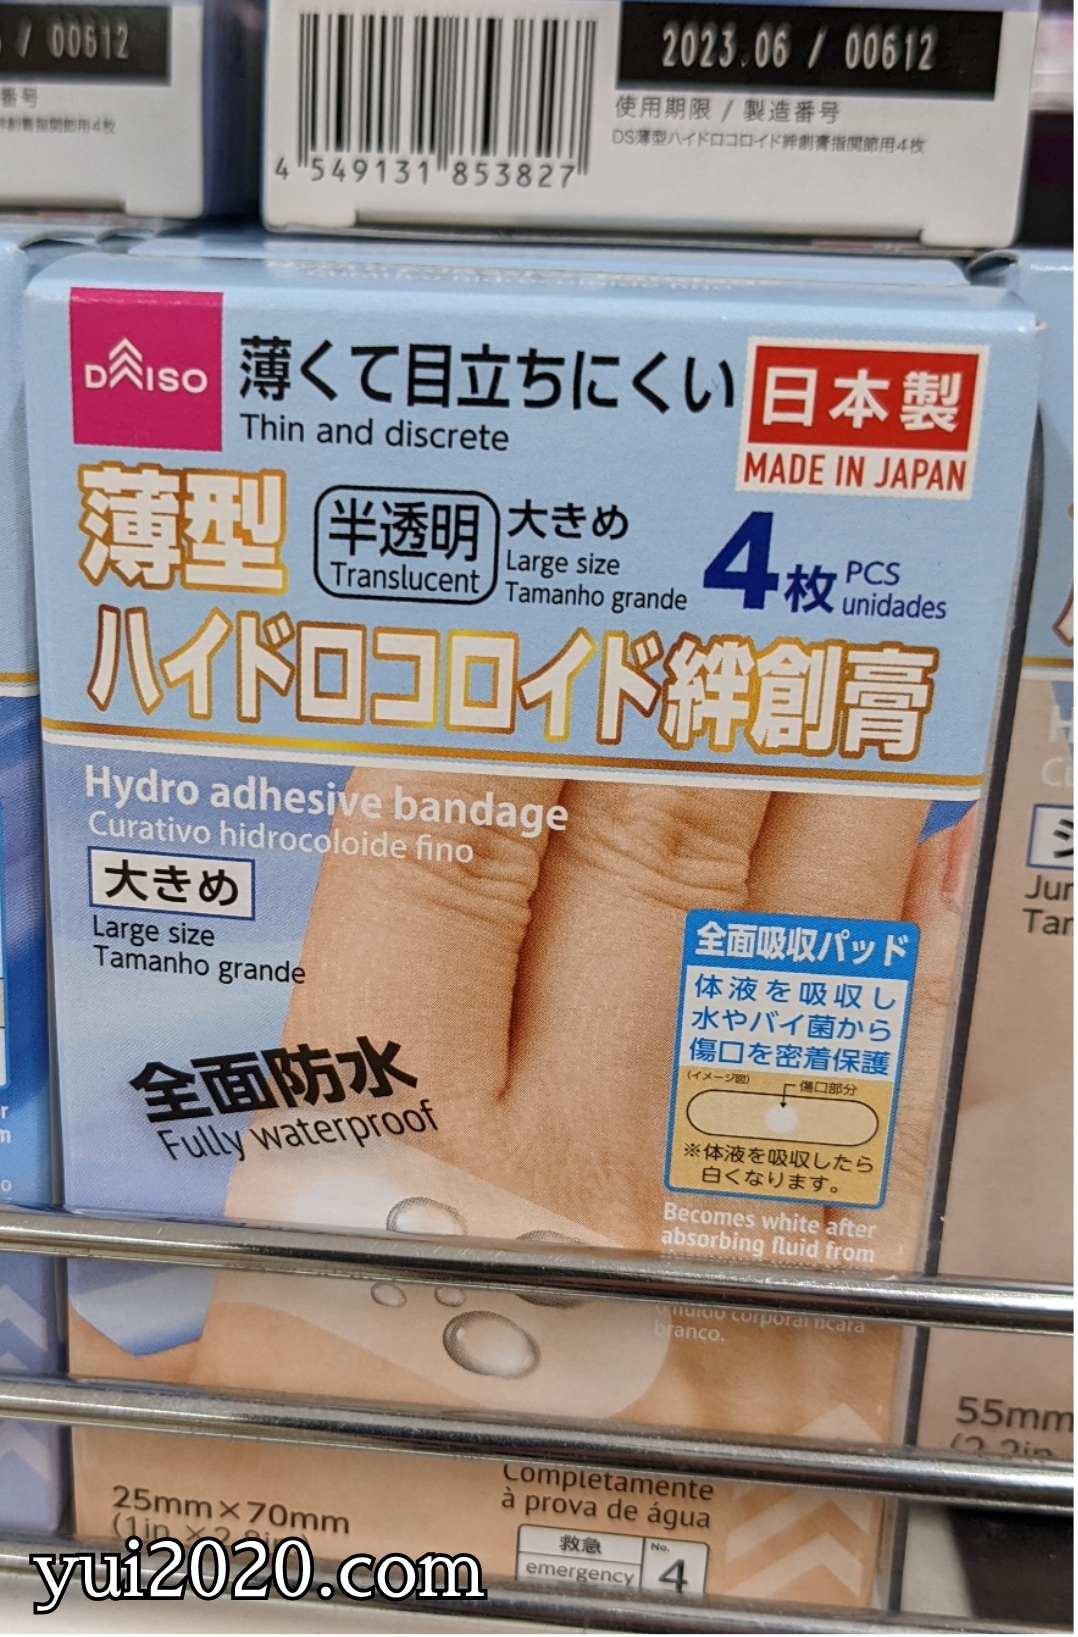 / 00612
番号
2023.06 / 00612
使用期限 / 製造番号
DS薄型ハイドロコロイド絆創膏指関節用4枚
4 549131 853827
DAISO
薄くて目立ちにくい
Thin and discrete
日本製
MADE IN JAPAN
薄型
半透明
Translucent
大きめ
Large size
Tamanho grande
4枚 PCS
unidades
ハイドロコロイド絆創膏
Hydro adhesive bandage
Curativo hidrocoloide fino
大きめ
Large size
Tamanho grande
全面吸収パッド
体液を吸収し
水やバイ菌から
傷口を密着保護
(イメージ図)
傷口部分
※体液を吸収したら
白くなります。
全面防水
Fully waterproof
Becomes white after
absorbing fluid from
o fluido corporal ficará
branco.
55mm
25mm×70mm
(1in × 2.8in)
Completamente
à prova de água
救急
emergency
No.
4
yui2020.com